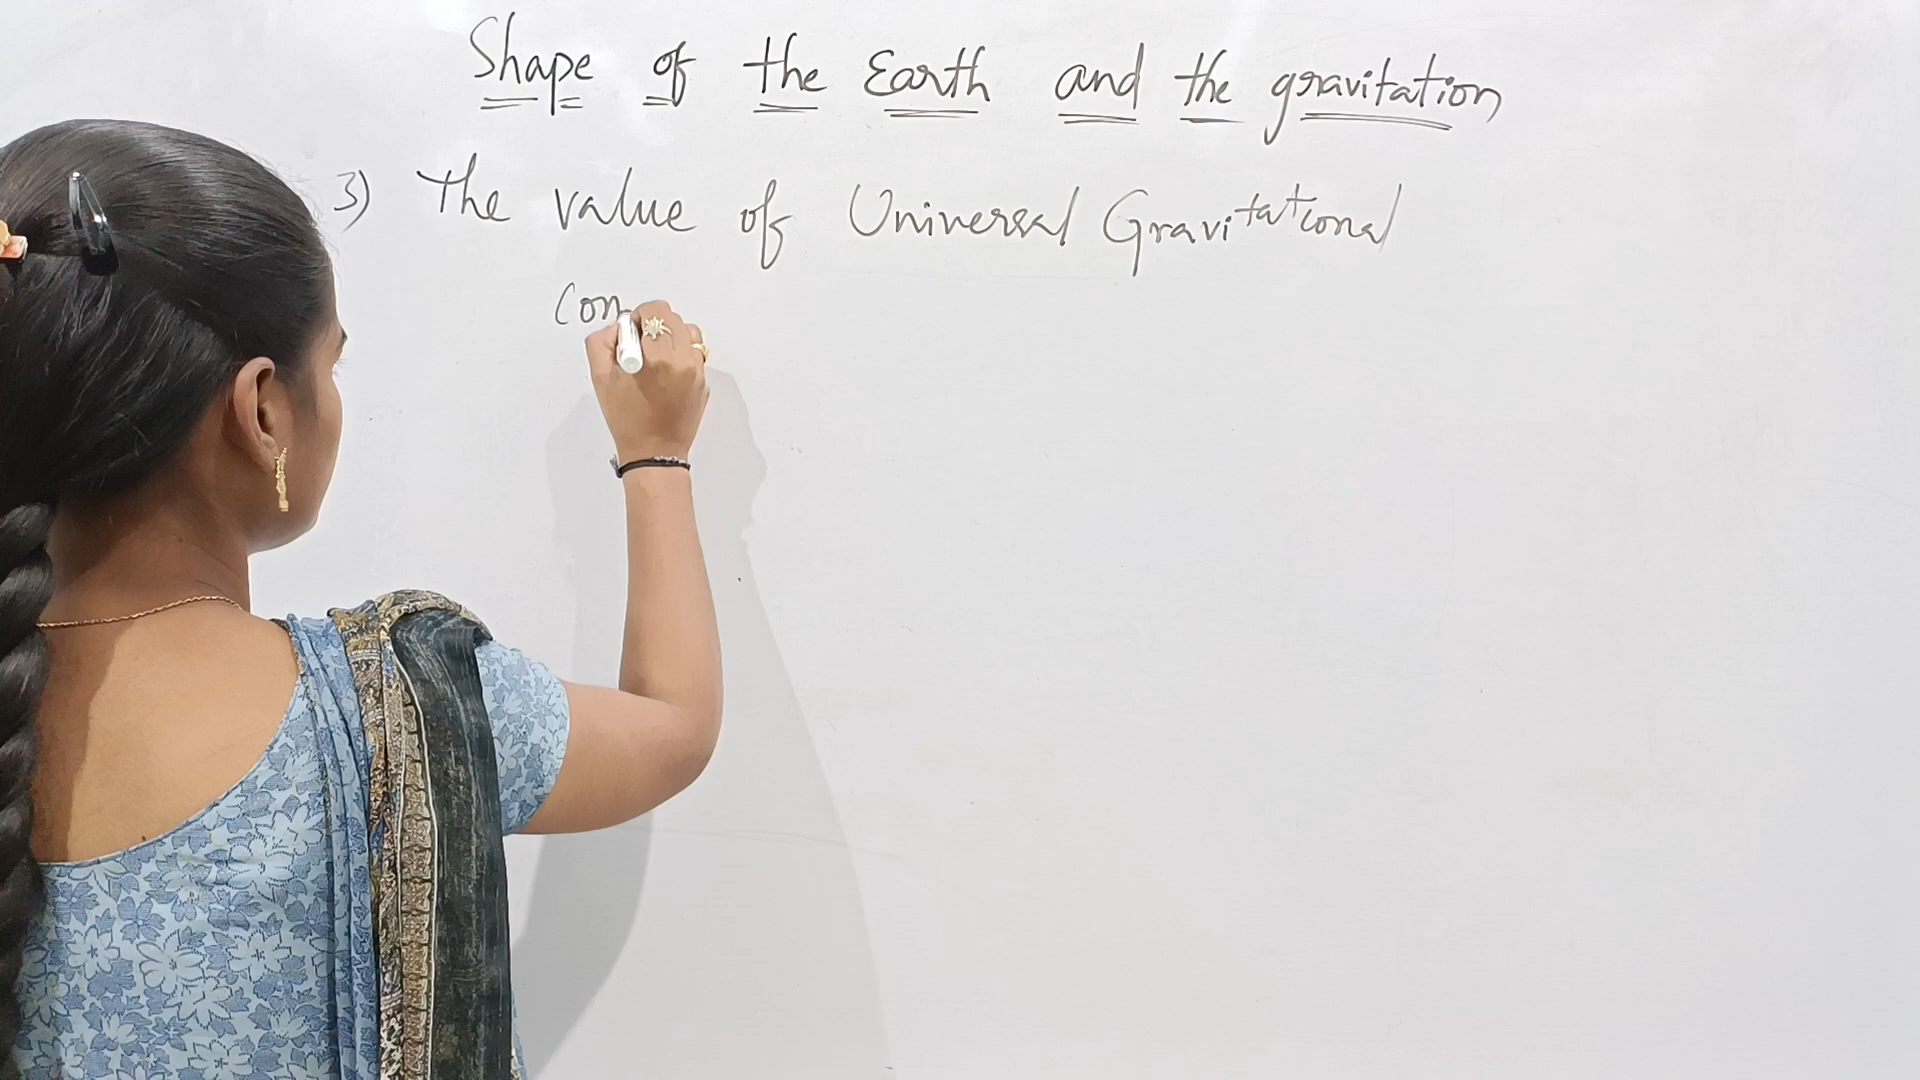 Shape of the Earth and the gravitation
3) The value of Universal Gravitational
con